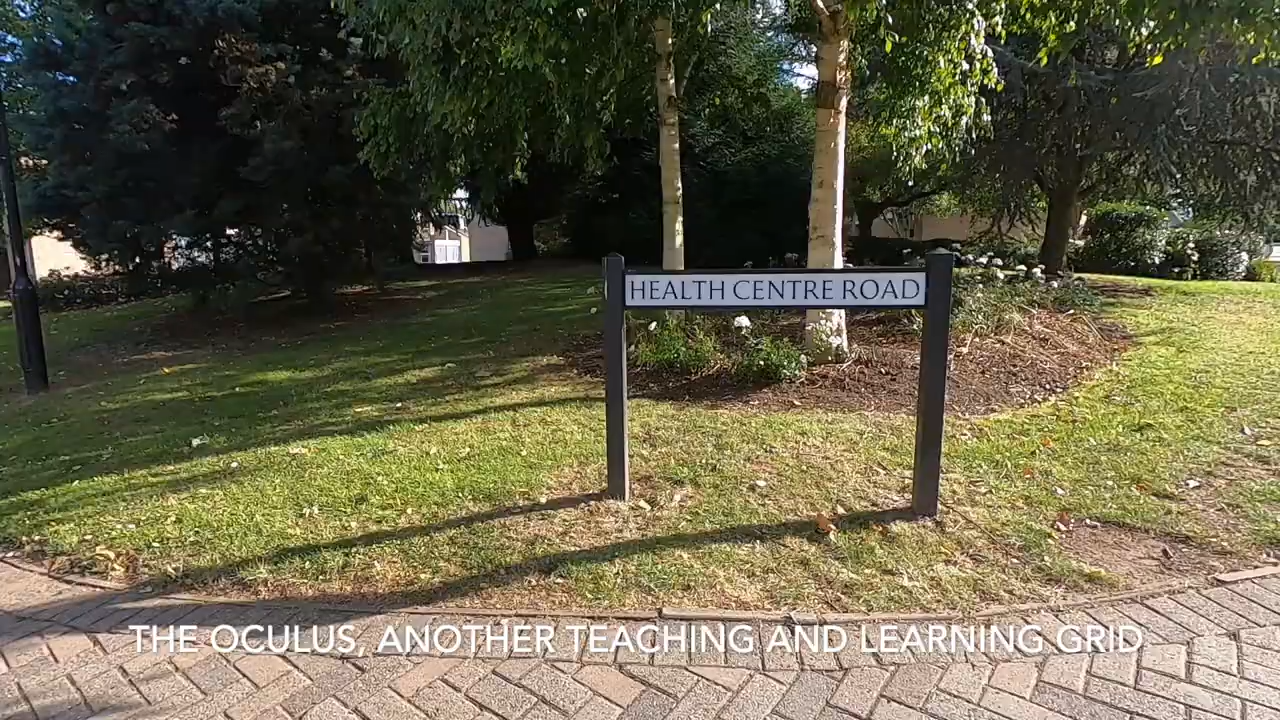 HEALTH CENTRE ROAD
THE OCULUS, ANOTHER TEACHING AND LEARNING GRID